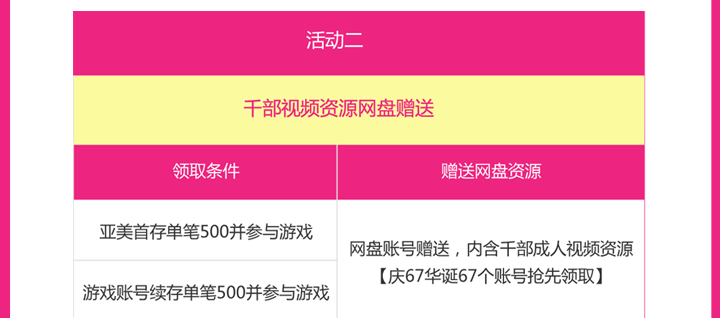 活动二
千部视频资源网盘赠送
领取条件
赠送网盘资源
亚美首存单笔500并参与游戏
网盘账号赠送，内含千部成人视频资源
【庆67华诞67个账号抢先领取】
游戏账号续存单笔500并参与游戏